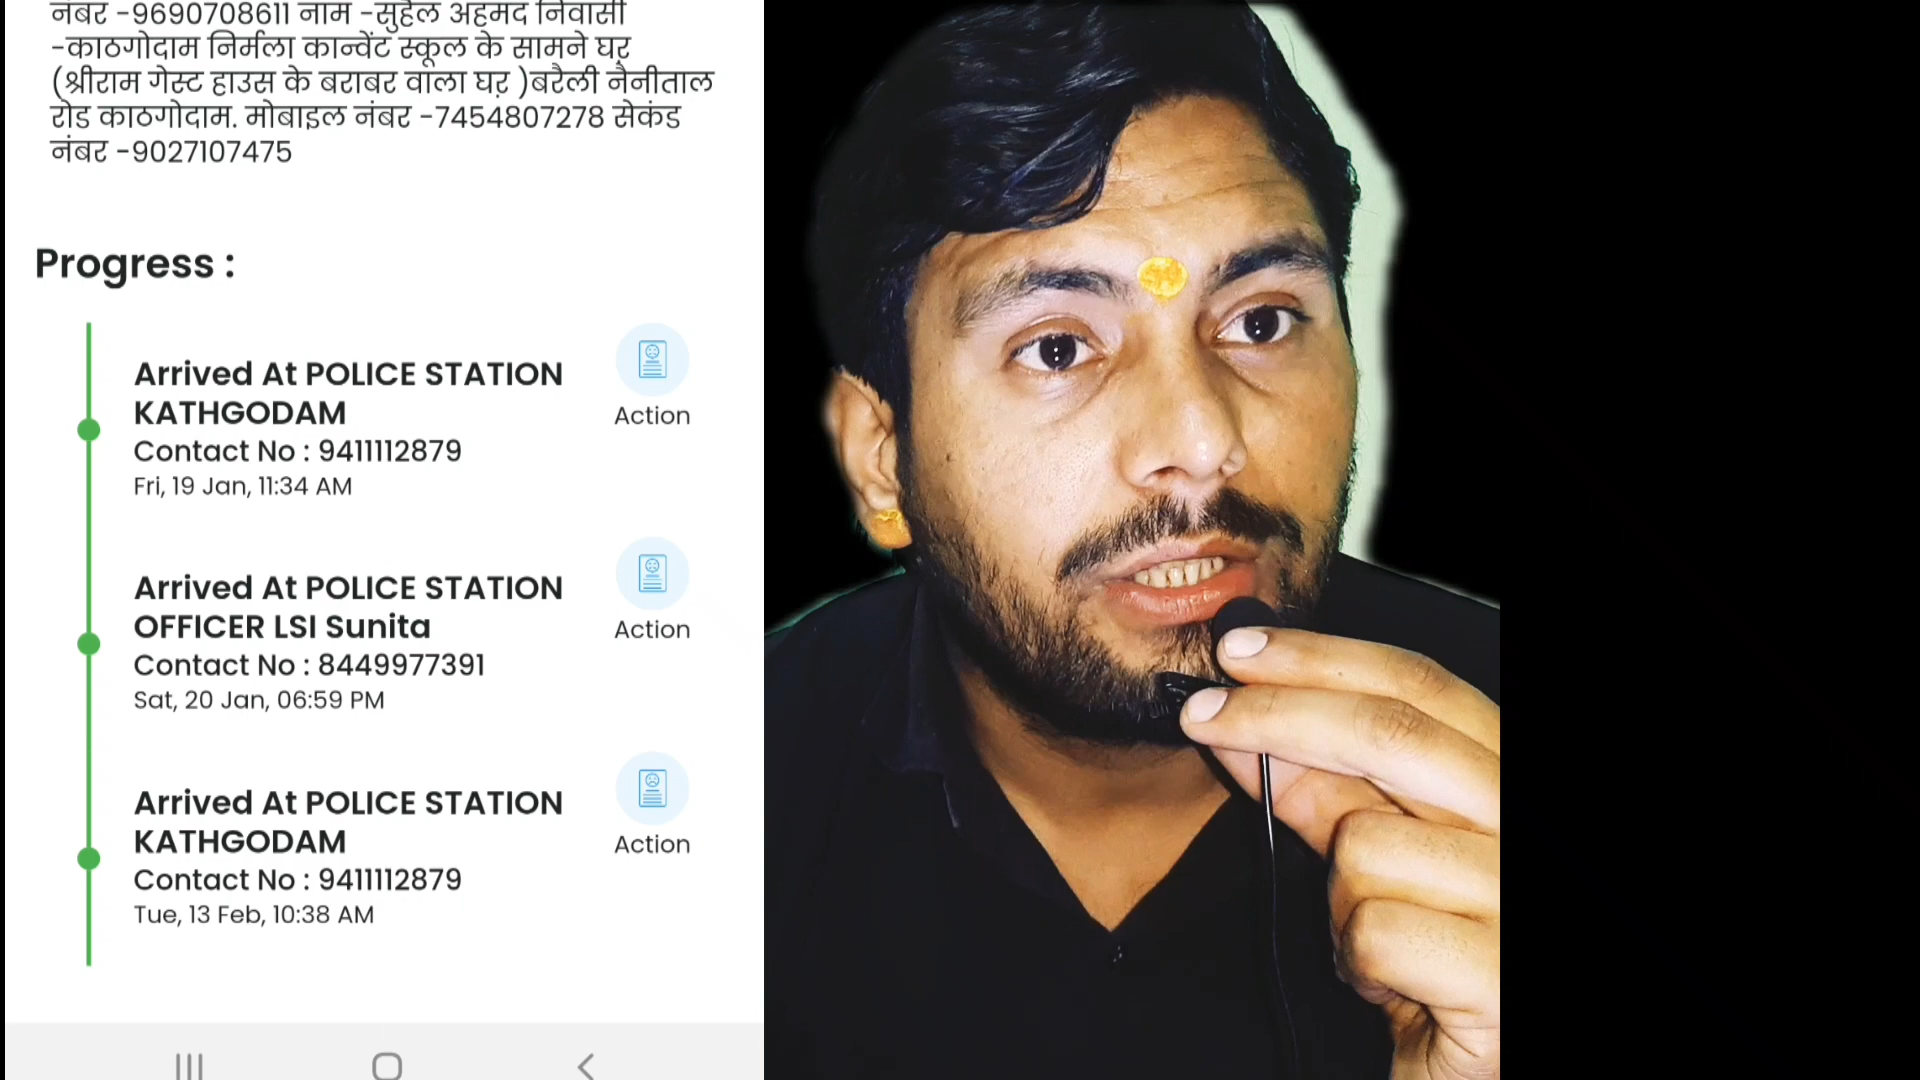 नंबर -9690708611 नाम -सुहेल अहमद निवासी
-काठगोदाम निर्मला कान्वेंट स्कूल के सामने घऱ
(श्रीराम गेस्ट हाउस के बराबर वाला घऱ )बरैली नैनीताल
रोड काठगोदाम. मोबाइल नंबर -7454807278 सेकंड
नंबर -9027107475
Progress :
Arrived At POLICE STATION
KATHGODAM
Contact No : 9411112879
Fri, 19 Jan, 11:34 AM
Action
Arrived At POLICE STATION
OFFICER LSI Sunita
Contact No : 8449977391
Sat, 20 Jan, 06:59 PM
Action
Arrived At POLICE STATION
KATHGODAM
Contact No : 9411112879
Tue, 13 Feb, 10:38 AM
Action